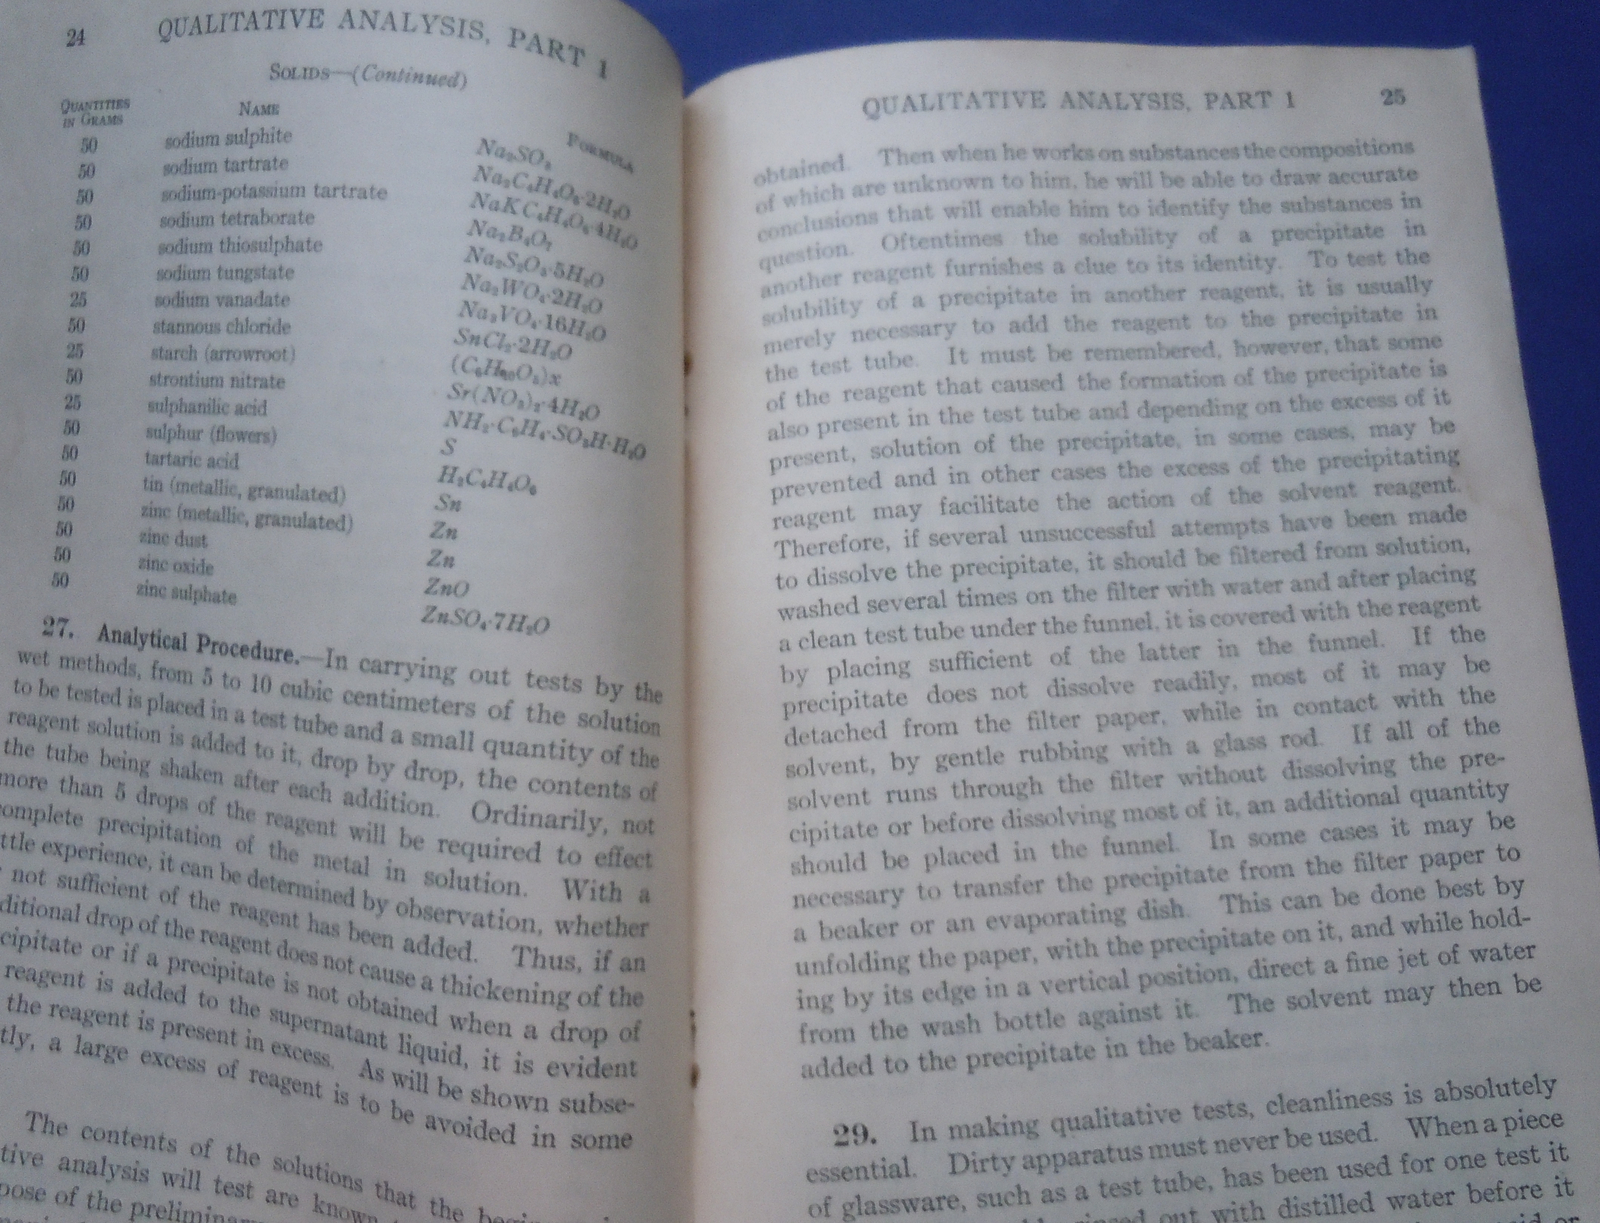 24 QUALITATIVE ANALYSIS, PART 1
SOLIDS—(Continued)
QUANTITIES IN GRAMS NAME FORMULA
50 sodium sulphite Na₂SO₃
50 sodium tartrate Na₂C₄H₄O₆·2H₂O
50 sodium-potassium tartrate NaKC₄H₄O₆·4H₂O
50 sodium tetraborate Na₂B₄O₇
50 sodium thiosulphate Na₂S₂O₃·5H₂O
50 sodium tungstate Na₂WO₄·2H₂O
25 sodium vanadate Na₃VO₄·16H₂O
50 stannous chloride SnCl₂·2H₂O
25 starch (arrowroot) (C₆H₁₀O₅)x
50 strontium nitrate Sr(NO₃)₂·4H₂O
25 sulphanilic acid NH₂·C₆H₄·SO₃H·H₂O
50 sulphur (flowers) S
50 tartaric acid H₂C₄H₄O₆
50 tin (metallic, granulated) Sn
50 zinc (metallic, granulated) Zn
50 zinc dust Zn
50 zinc oxide ZnO
50 zinc sulphate ZnSO₄·7H₂O
27. Analytical Procedure.—In carrying out tests by the
wet methods, from 5 to 10 cubic centimeters of the solution
to be tested is placed in a test tube and a small quantity of the
reagent solution is added to it, drop by drop, the contents of
the tube being shaken after each addition. Ordinarily, not
more than 5 drops of the reagent will be required to effect
omplete precipitation of the metal in solution. With a
ttle experience, it can be determined by observation, whether
not sufficient of the reagent has been added. Thus, if an
ditional drop of the reagent does not cause a thickening of the
cipitate or if a precipitate is not obtained when a drop of
reagent is added to the supernatant liquid, it is evident
the reagent is present in excess. As will be shown subse-
tly, a large excess of reagent is to be avoided in some
The contents of the solutions that the
tive analysis will test are known
pose of the
QUALITATIVE ANALYSIS, PART 1 25
obtained. Then when he works on substances the compositions
of which are unknown to him, he will be able to draw accurate
conclusions that will enable him to identify the substances in
question. Oftentimes the solubility of a precipitate in
another reagent furnishes a clue to its identity. To test the
solubility of a precipitate in another reagent, it is usually
merely necessary to add the reagent to the precipitate in
the test tube. It must be remembered, however, that some
of the reagent that caused the formation of the precipitate is
also present in the test tube and depending on the excess of it
present, solution of the precipitate, in some cases, may be
prevented and in other cases the excess of the precipitating
reagent may facilitate the action of the solvent reagent.
Therefore, if several unsuccessful attempts have been made
to dissolve the precipitate, it should be filtered from solution,
washed several times on the filter with water and after placing
a clean test tube under the funnel, it is covered with the reagent
by placing sufficient of the latter in the funnel. If the
precipitate does not dissolve readily, most of it may be
detached from the filter paper, while in contact with the
solvent, by gentle rubbing with a glass rod. If all of the
solvent runs through the filter without dissolving the pre-
cipitate or before dissolving most of it, an additional quantity
should be placed in the funnel. In some cases it may be
necessary to transfer the precipitate from the filter paper to
a beaker or an evaporating dish. This can be done best by
unfolding the paper, with the precipitate on it, and while hold-
ing by its edge in a vertical position, direct a fine jet of water
from the wash bottle against it. The solvent may then be
added to the precipitate in the beaker.
29. In making qualitative tests, cleanliness is absolutely
essential. Dirty apparatus must never be used. When a piece
of glassware, such as a test tube, has been used for one test it
out with distilled water before it